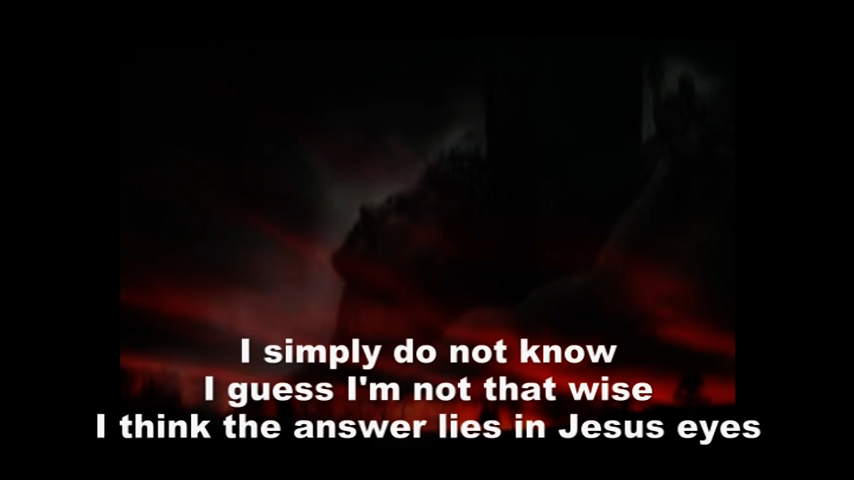 I simply do not know
I guess I'm not that wise
I think the answer lies in Jesus eyes